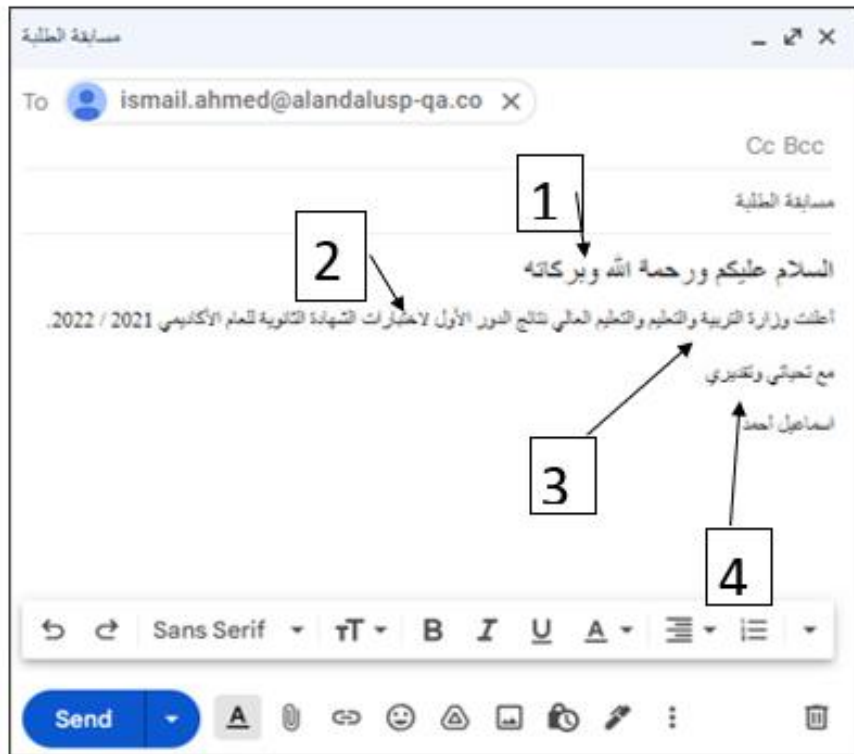 مسابقة الطلبة
To ismail.ahmed@alandalusp-qa.co
Cc Bcc
مسابقة الطلبة
1
2
السلام عليكم ورحمة الله وبركاته
أعلنت وزارة التربية والتعليم والتعليم العالي نتائج الدور الأول لاختبارات الشهادة الثانوية للعام الأكاديمي 2021 / 2022.
مع تحياتي وتقديري
اسماعيل أحمد
3
4
Sans Serif B I U A
Send A